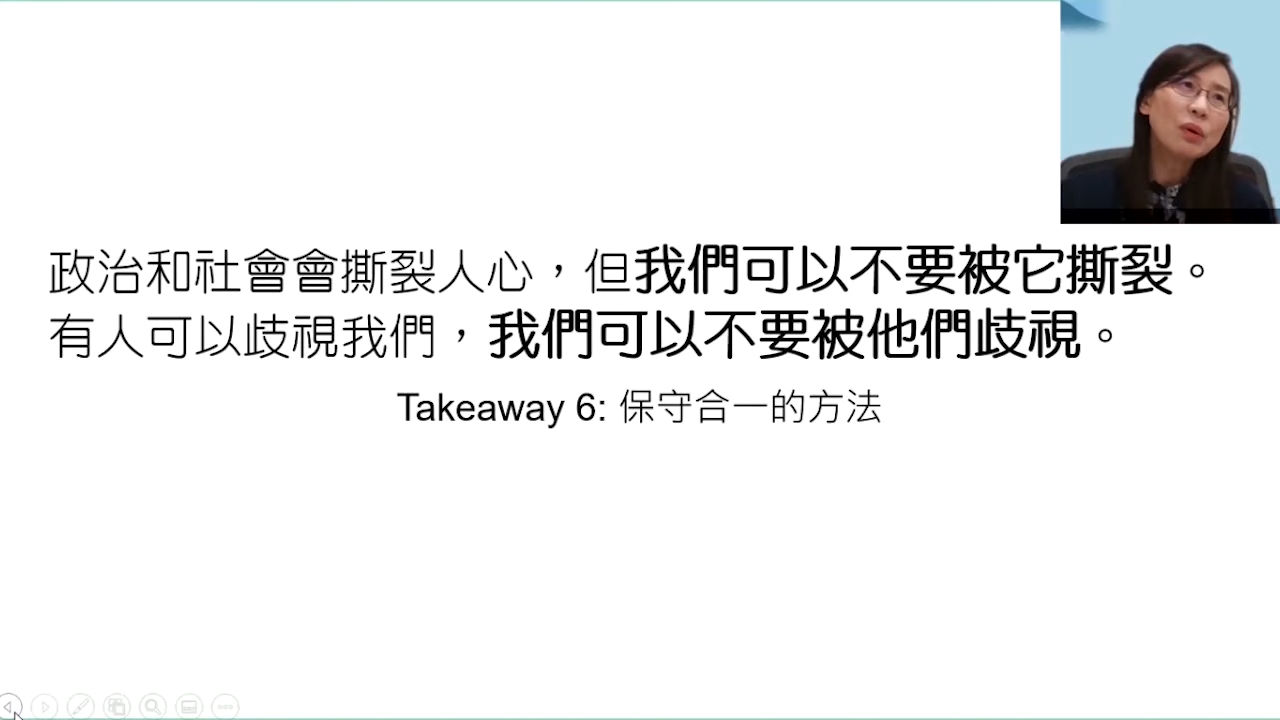 政治和社會會撕裂人心，但我們可以不要被它撕裂。
有人可以歧視我們，我們可以不要被他們歧視。
Takeaway 6: 保守合一的方法